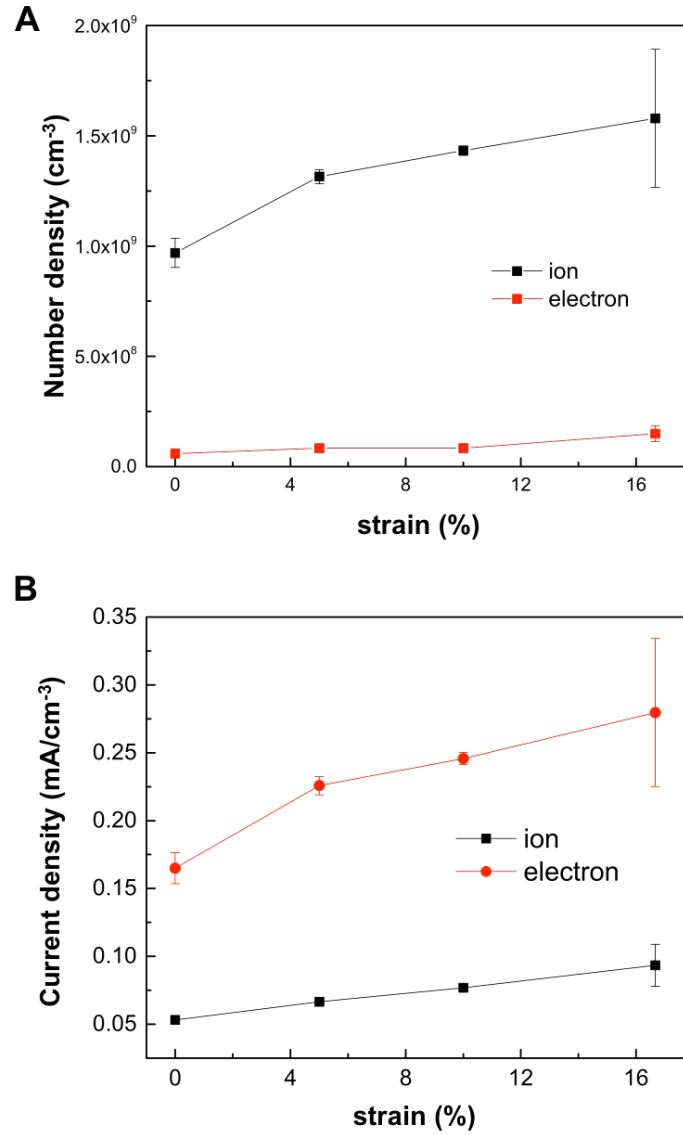 A
Number density (cm⁻³)
2.0x10⁹
1.5x10⁹
1.0x10⁹
5.0x10⁸
0.0
ion
electron
0 4 8 12 16
strain (%)
B
Current density (mA/cm⁻³)
0.35
0.30
0.25
0.20
0.15
0.10
0.05
ion
electron
0 4 8 12 16
strain (%)